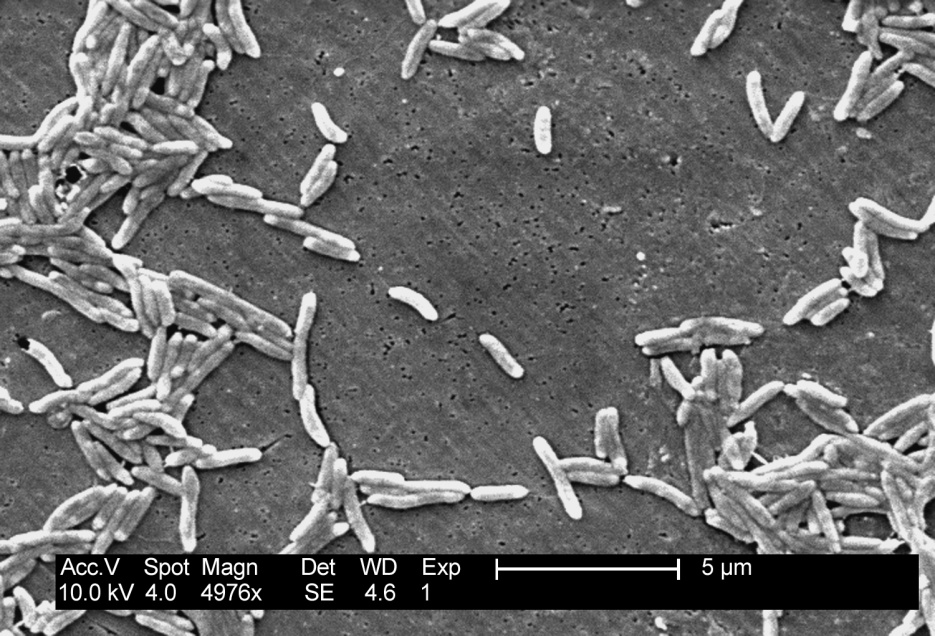 Acc.V Spot Magn Det WD Exp 5 µm
10.0 kV 4.0 4976x SE 4.6 1